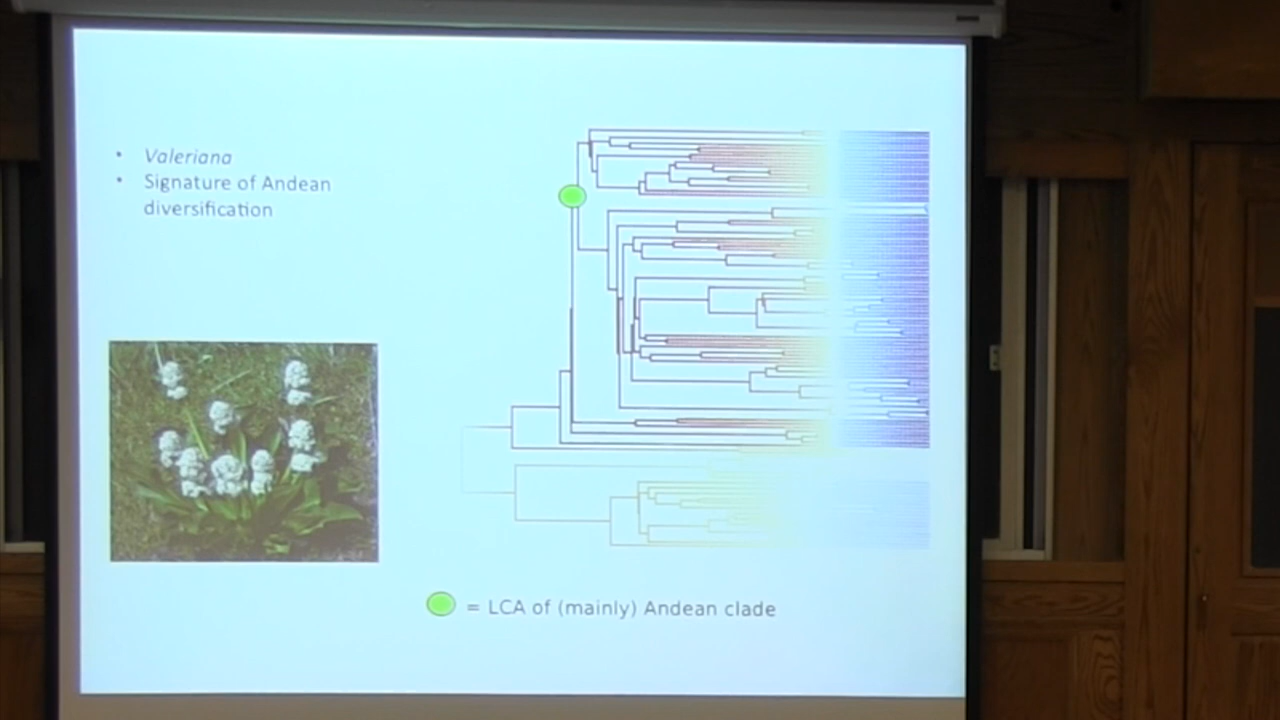 • Valeriana
• Signature of Andean
diversification
= LCA of (mainly) Andean clade